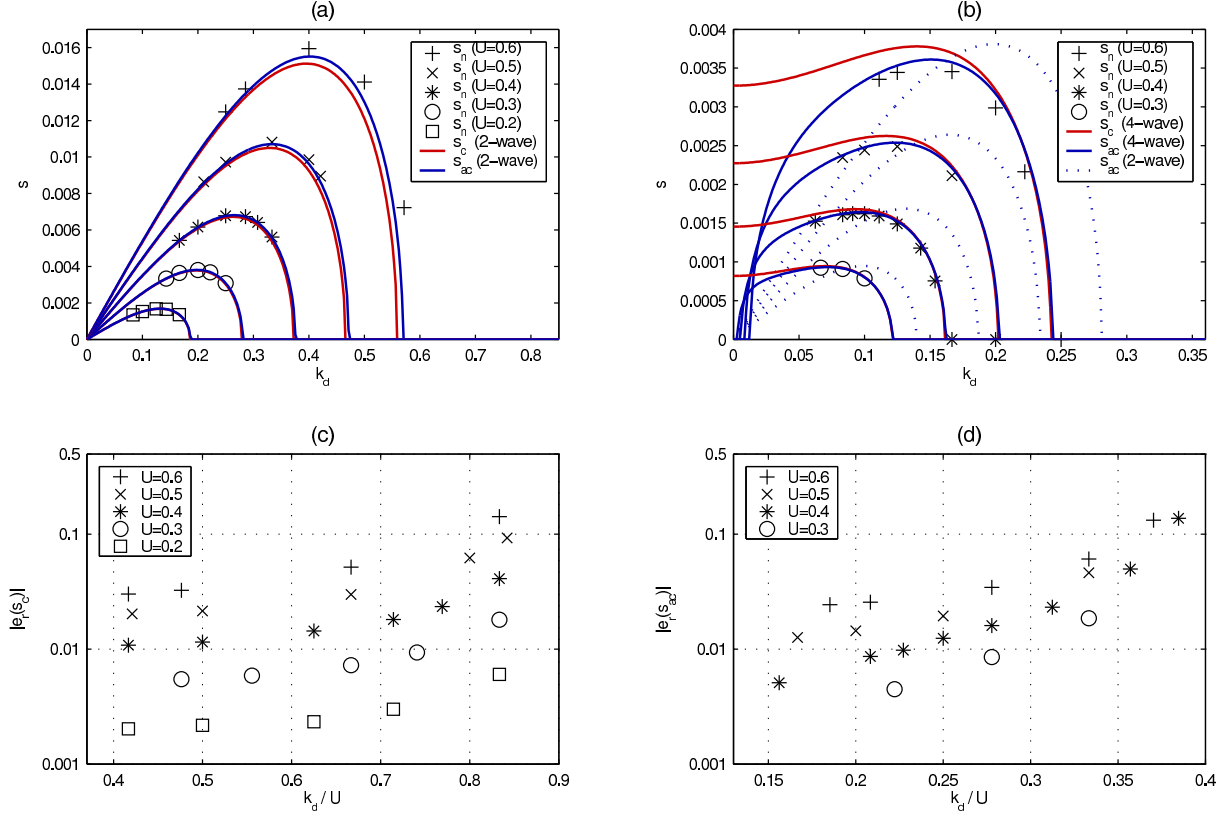 (a)
0.016
0.014
0.012
0.01
0.008
0.006
0.004
0.002
0
s
0 0.1 0.2 0.3 0.4 0.5 0.6 0.7 0.8
k_d
s_n (U=0.6)
s_n (U=0.5)
s_n (U=0.4)
s_n (U=0.3)
s_n (U=0.2)
s_c (2−wave)
s_ac (2−wave)
(b)
0.004
0.0035
0.003
0.0025
0.002
0.0015
0.001
0.0005
0
s
0 0.05 0.1 0.15 0.2 0.25 0.3 0.35
k_d
s_n (U=0.6)
s_n (U=0.5)
s_n (U=0.4)
s_n (U=0.3)
s_c (4−wave)
s_ac (4−wave)
s_ac (2−wave)
(c)
0.5
0.1
0.01
0.001
|e_r(s_c)|
0.4 0.5 0.6 0.7 0.8 0.9
k_d / U
U=0.6
U=0.5
U=0.4
U=0.3
U=0.2
(d)
0.5
0.1
0.01
0.001
|e_r(s_ac)|
0.15 0.2 0.25 0.3 0.35 0.4
k_d / U
U=0.6
U=0.5
U=0.4
U=0.3